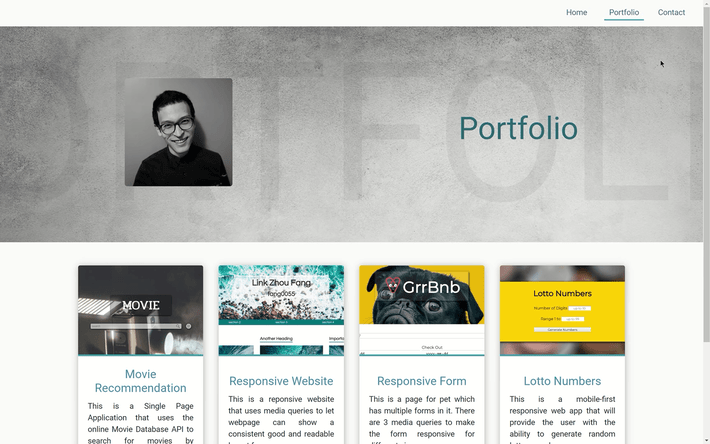 Home Portfolio Contact
PORTFOLI
Portfolio
MOVIE
Movie
Recommendation
This is a Single Page
Application that uses the
online Movie Database API to
search for movies by
Link Zhou Fang
fang0055
Another Heading
Responsive Website
This is a reponsive website
that uses media queries to let
webpage can show a
consistent good and readable
GrrBnb
Check Out
Responsive Form
This is a page for pet which
has multiple forms in it. There
are 3 media queries to make
the form responsive for
Lotto Numbers
Number of Digits:
Range 1 to
Generate Numbers
Lotto Numbers
This is a mobile-first
responsive web app that will
provide the user with the
ability to generate random